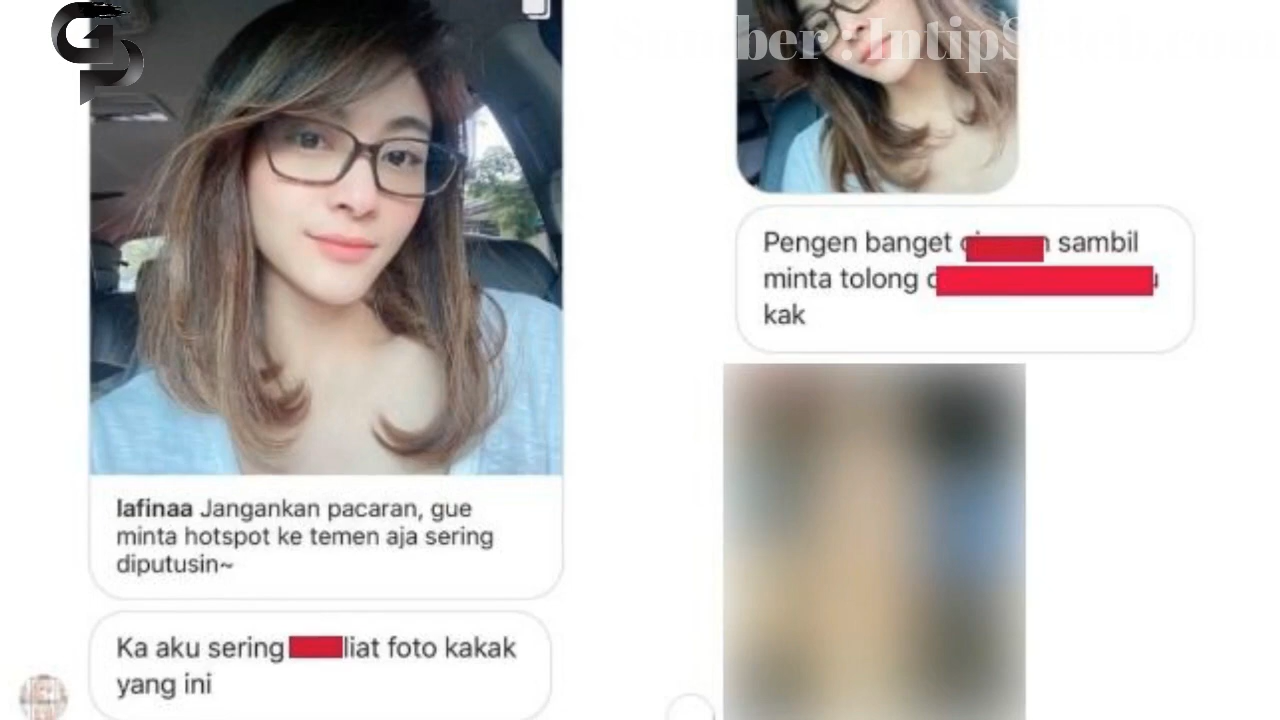 lafinaa Jangankan pacaran, gue
minta hotspot ke temen aja sering
diputusin~
Ka aku sering liat foto kakak
yang ini
Pengen banget sambil
minta tolong
kak